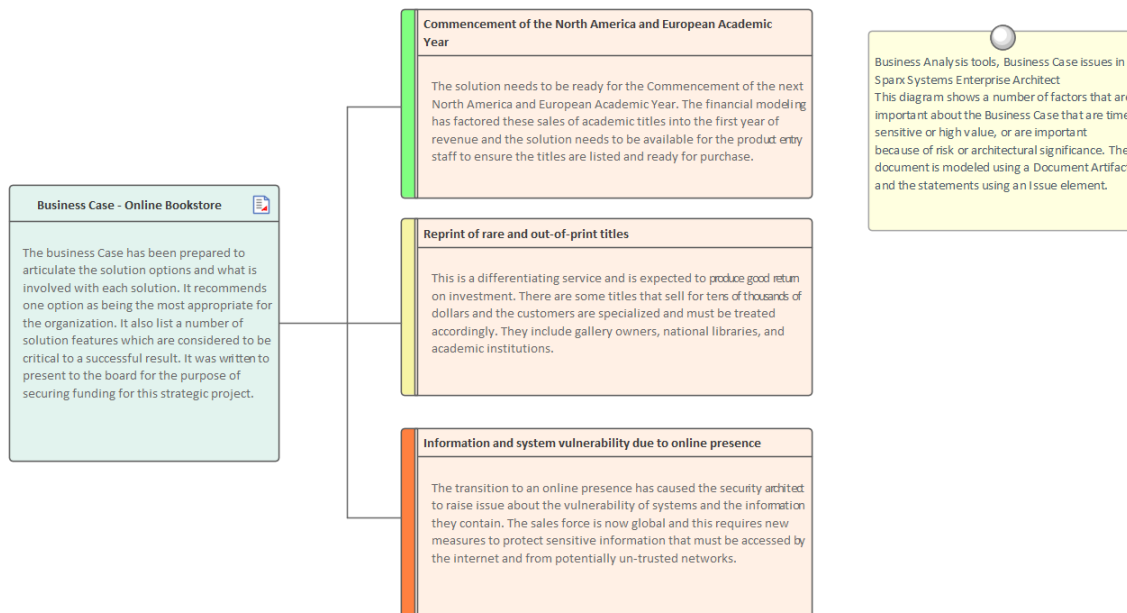 Business Case - Online Bookstore
The business Case has been prepared to
articulate the solution options and what is
involved with each solution. It recommends
one option as being the most appropriate for
the organization. It also list a number of
solution features which are considered to be
critical to a successful result. It was written to
present to the board for the purpose of
securing funding for this strategic project.
Commencement of the North America and European Academic
Year
The solution needs to be ready for the Commencement of the next
North America and European Academic Year. The financial modeling
has factored these sales of academic titles into the first year of
revenue and the solution needs to be available for the product entry
staff to ensure the titles are listed and ready for purchase.
Reprint of rare and out-of-print titles
This is a differentiating service and is expected to produce good return
on investment. There are some titles that sell for tens of thousands of
dollars and the customers are specialized and must be treated
accordingly. They include gallery owners, national libraries, and
academic institutions.
Information and system vulnerability due to online presence
The transition to an online presence has caused the security architect
to raise issue about the vulnerability of systems and the information
they contain. The sales force is now global and this requires new
measures to protect sensitive information that must be accessed by
the internet and from potentially un-trusted networks.
Business Analysis tools, Business Case issues in
Sparx Systems Enterprise Architect
This diagram shows a number of factors that are
important about the Business Case that are time
sensitive or high value, or are important
because of risk or architectural significance. The
document is modeled using a Document Artifact
and the statements using an Issue element.